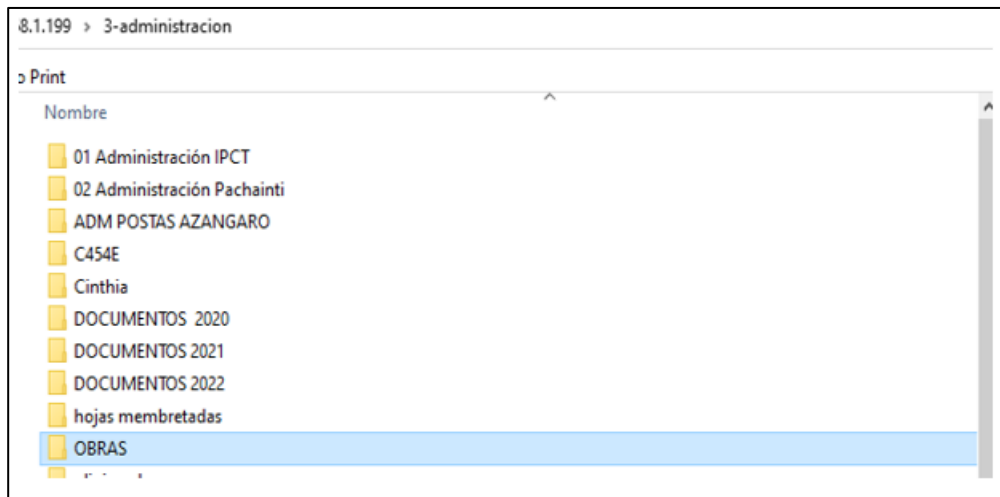 8.1.199 > 3-administracion
o Print
Nombre
01 Administración IPCT
02 Administración Pachainti
ADM POSTAS AZANGARO
C454E
Cinthia
DOCUMENTOS  2020
DOCUMENTOS 2021
DOCUMENTOS 2022
hojas membretadas
OBRAS